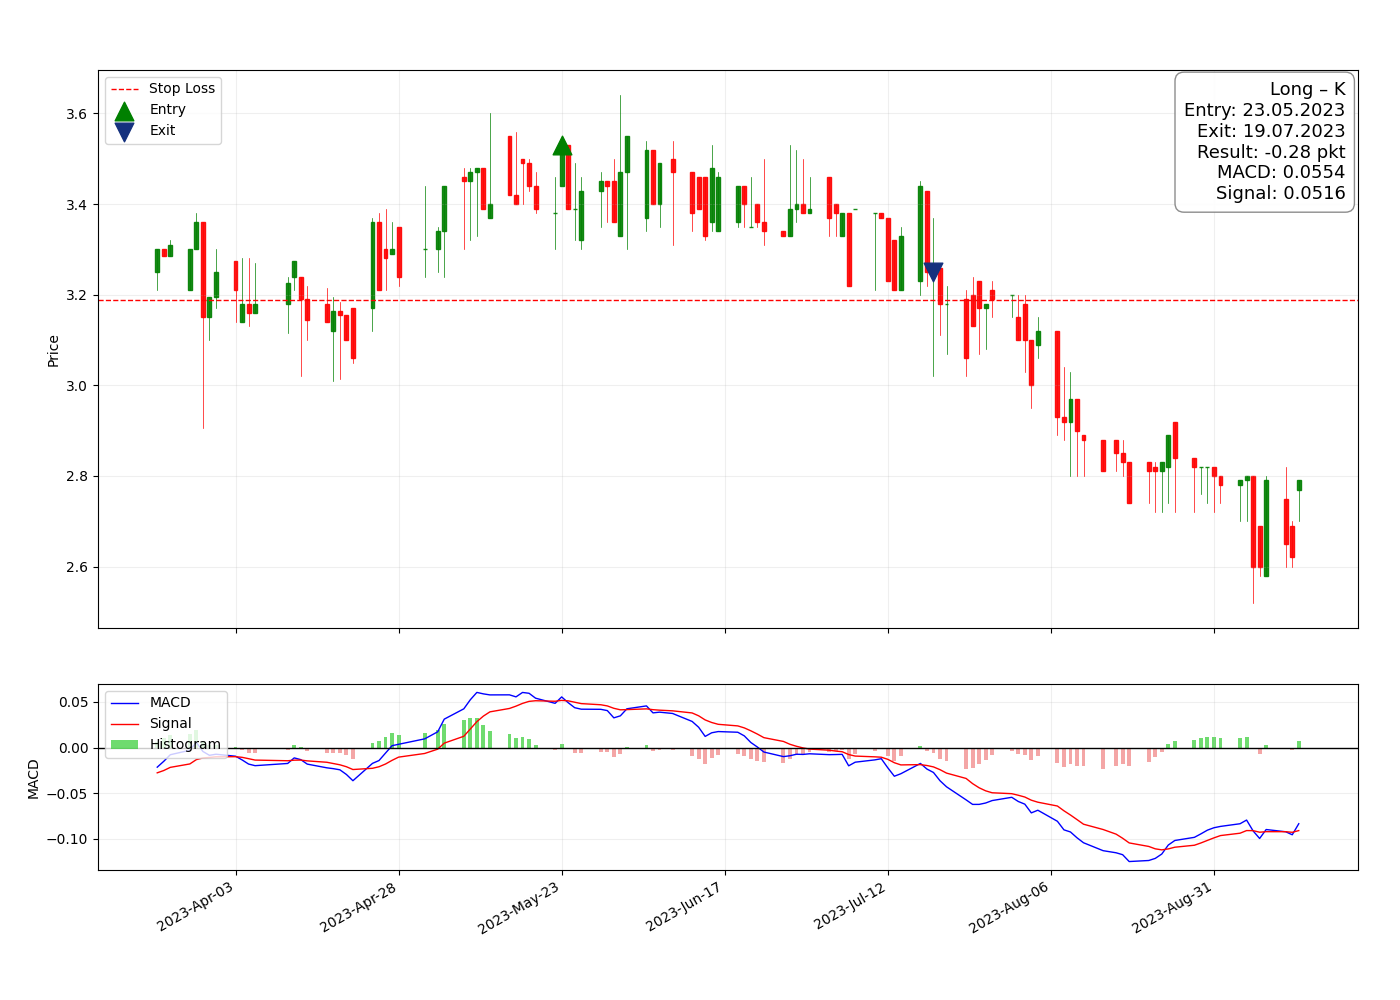 Stop Loss
Entry
Exit
Long – K
Entry: 23.05.2023
Exit: 19.07.2023
Result: -0.28 pkt
MACD: 0.0554
Signal: 0.0516
3.6
3.4
3.2
3.0
2.8
2.6
Price
MACD
Signal
Histogram
0.05
0.00
−0.05
−0.10
MACD
2023-Apr-03
2023-Apr-28
2023-May-23
2023-Jun-17
2023-Jul-12
2023-Aug-06
2023-Aug-31